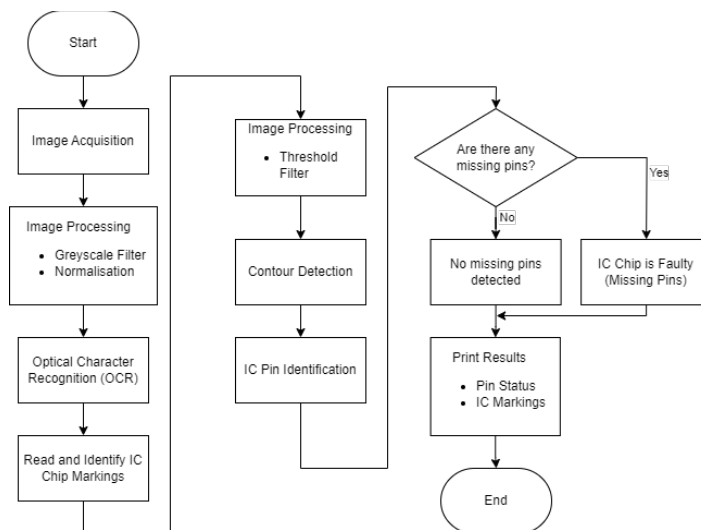 Start
Image Acquisition
Image Processing
• Greyscale Filter
• Normalisation
Optical Character
Recognition (OCR)
Read and Identify IC
Chip Markings
Image Processing
• Threshold
Filter
Contour Detection
IC Pin Identification
Are there any
missing pins?
Yes
No
No missing pins
detected
IC Chip is Faulty
(Missing Pins)
Print Results
• Pin Status
• IC Markings
End